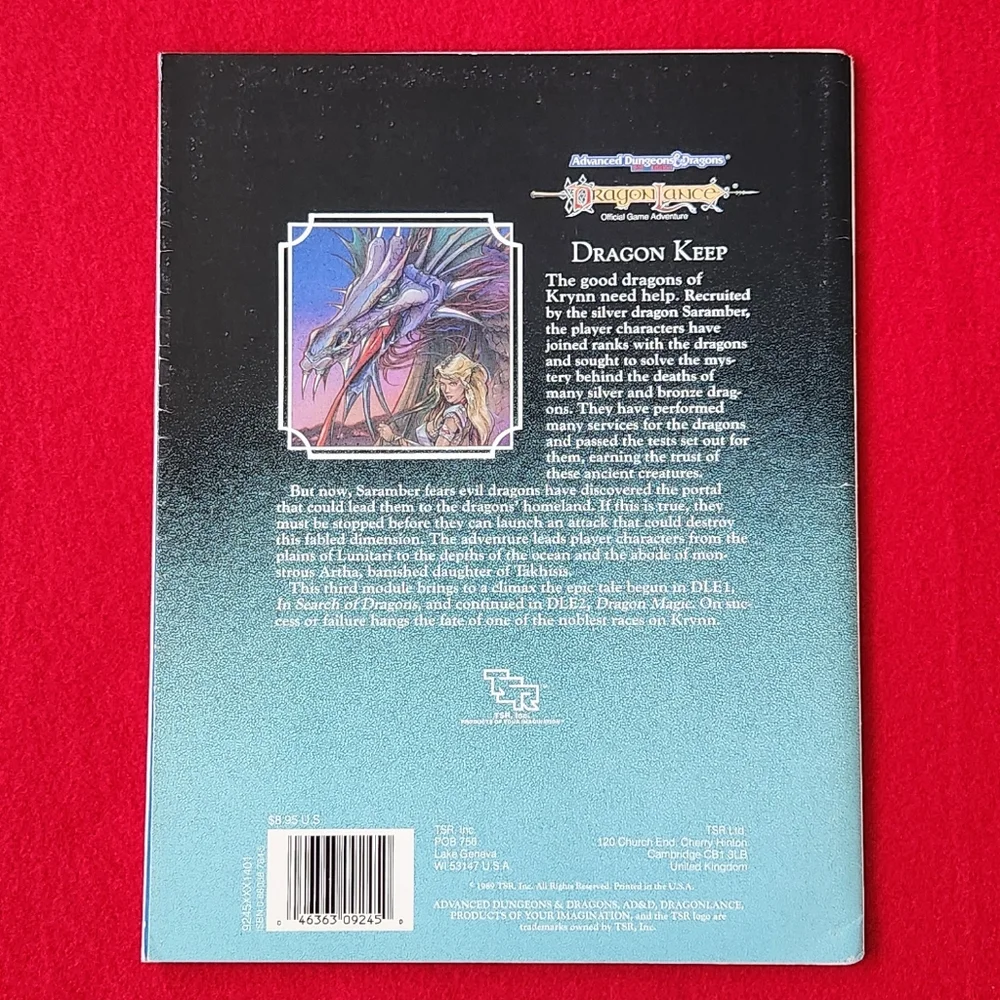 Advanced Dungeons & Dragons®
DRAGONLANCE®
Official Game Adventure
DRAGON KEEP
The good dragons of
Krynn need help. Recruited
by the silver dragon Saramber,
the player characters have
joined ranks with the dragons
and sought to solve the mys-
tery behind the deaths of
many silver and bronze drag-
ons. They have performed
many services for the dragons
and passed the tests set out for
them, earning the trust of
these ancient creatures.
But now, Saramber fears evil dragons have discovered the portal
that could lead them to the dragons' homeland. If this is true, they
must be stopped before they can launch an attack that could destroy
this fabled dimension. The adventure leads player characters from the
plains of Lunitari to the depths of the ocean and the abode of mon-
strous Artha, banished daughter of Takhisis.
This third module brings to a climax the epic tale begun in DLE1,
In Search of Dragons, and continued in DLE2, Dragon Magic. On suc-
cess or failure hangs the fate of one of the noblest races on Krynn.
TSR
TSR, Inc.
PRODUCTS OF YOUR IMAGINATION™
$8.95 U.S.
9245XXX1401
0 46363 09245 0
TSR, Inc.
POB 756
Lake Geneva
WI 53147 U.S.A.
TSR Ltd.
120 Church End, Cherry Hinton
Cambridge CB1 3LB
United Kingdom
© 1989 TSR, Inc. All Rights Reserved. Printed in the U.S.A.
ADVANCED DUNGEONS & DRAGONS, AD&D, DRAGONLANCE,
PRODUCTS OF YOUR IMAGINATION, and the TSR logo are
trademarks owned by TSR, Inc.